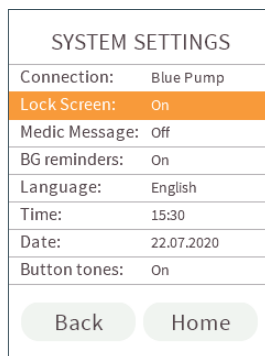 SYSTEM SETTINGS
Connection: Blue Pump
Lock Screen: On
Medic Message: Off
BG reminders: On
Language: English
Time: 15:30
Date: 22.07.2020
Button tones: On
Back Home